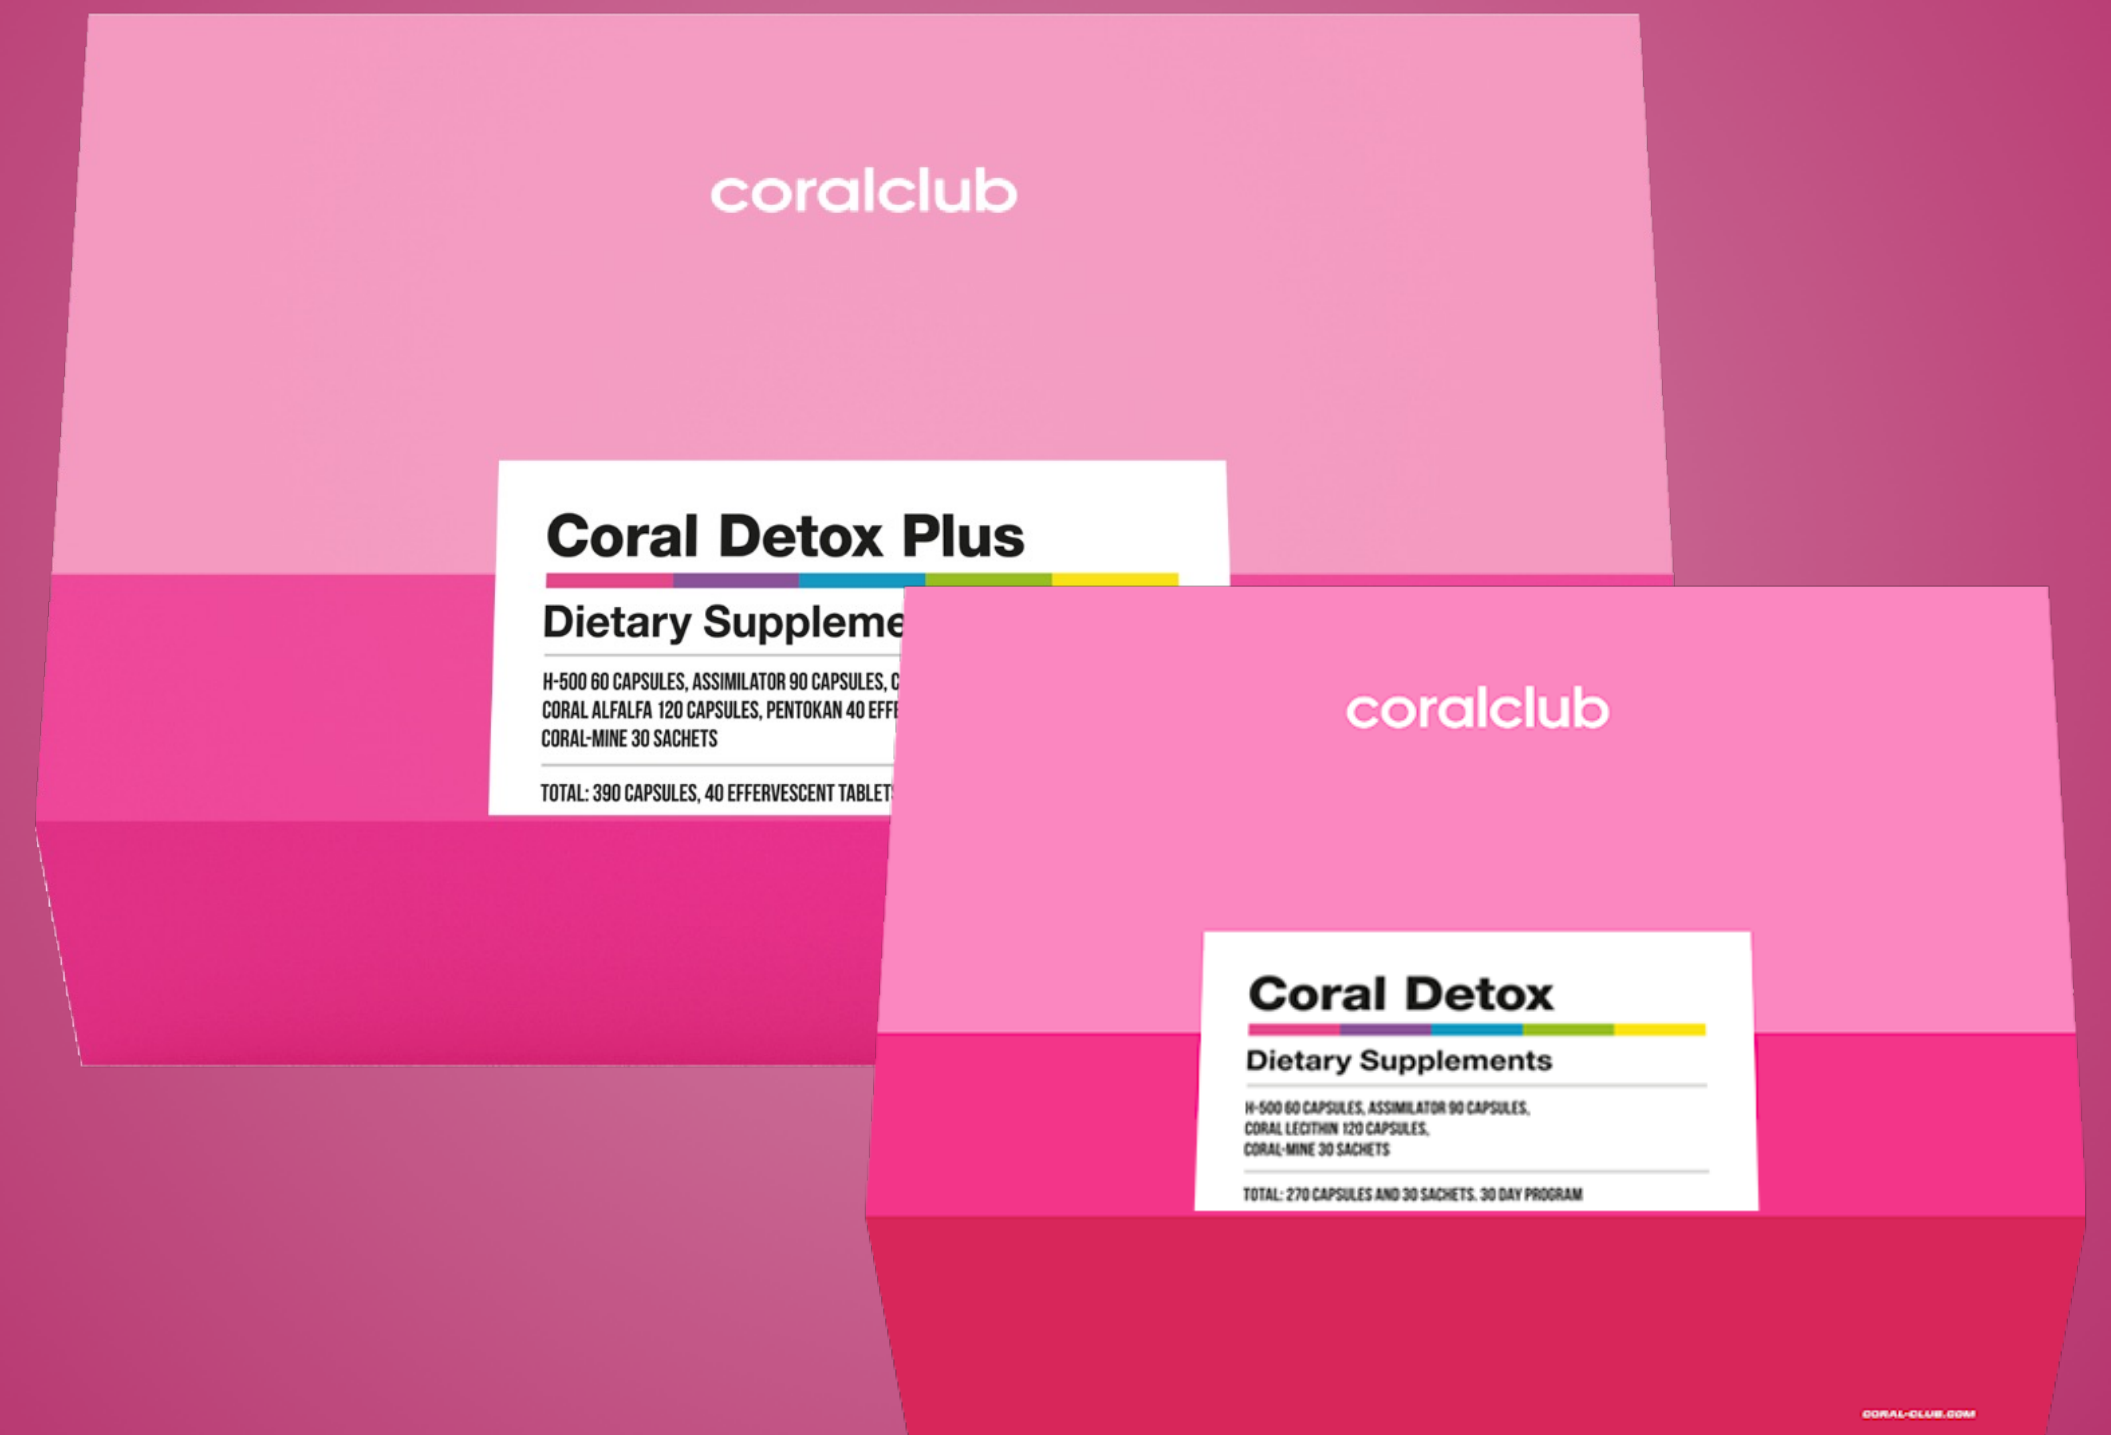 coralclub
Coral Detox Plus
Dietary Suppleme
H-500 60 CAPSULES, ASSIMILATOR 90 CAPSULES, C
CORAL ALFALFA 120 CAPSULES, PENTOKAN 40 EFFE
CORAL-MINE 30 SACHETS
TOTAL: 390 CAPSULES, 40 EFFERVESCENT TABLET
coralclub
Coral Detox
Dietary Supplements
H-500 60 CAPSULES, ASSIMILATOR 90 CAPSULES,
CORAL LECITHIN 120 CAPSULES,
CORAL-MINE 30 SACHETS
TOTAL: 270 CAPSULES AND 30 SACHETS. 30 DAY PROGRAM
CORAL-CLUB.COM